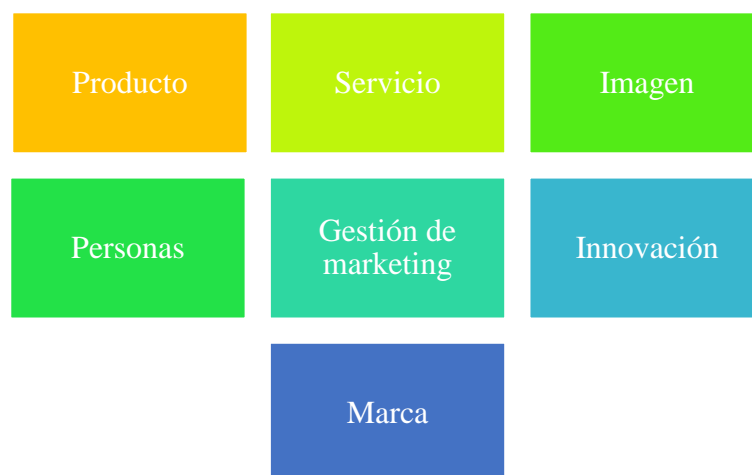 Producto
Servicio
Imagen
Personas
Gestión de
marketing
Innovación
Marca